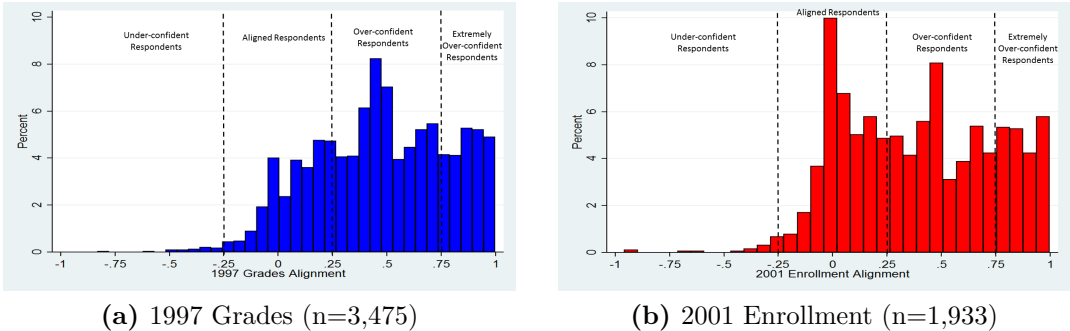 10
8
6
4
2
0
Percent
Under-confident
Respondents
Aligned Respondents
Over-confident
Respondents
Extremely
Over-confident
Respondents
-1 -.75 -.5 -.25 0 .25 .5 .75 1
1997 Grades Alignment
(a) 1997 Grades (n=3,475)
10
8
6
4
2
0
Percent
Under-confident
Respondents
Aligned Respondents
Over-confident
Respondents
Extremely
Over-confident
Respondents
-1 -.75 -.5 -.25 0 .25 .5 .75 1
2001 Enrollment Alignment
(b) 2001 Enrollment (n=1,933)